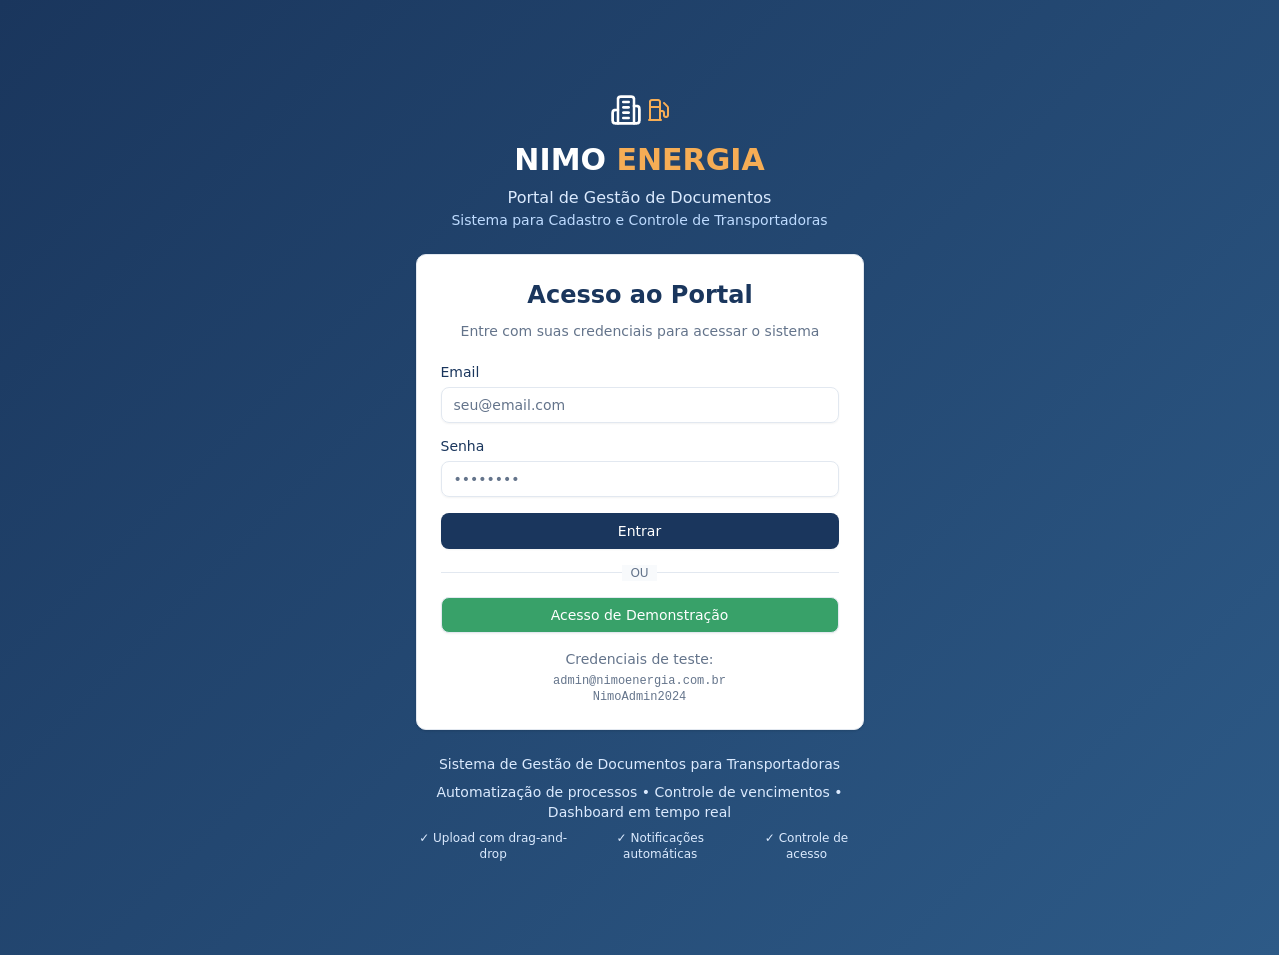 NIMO ENERGIA
Portal de Gestão de Documentos
Sistema para Cadastro e Controle de Transportadoras
Acesso ao Portal
Entre com suas credenciais para acessar o sistema
Email
seu@email.com
Senha
••••••••
Entrar
OU
Acesso de Demonstração
Credenciais de teste:
admin@nimoenergia.com.br
NimoAdmin2024
Sistema de Gestão de Documentos para Transportadoras
Automatização de processos • Controle de vencimentos •
Dashboard em tempo real
✓ Upload com drag-and-
drop
✓ Notificações
automáticas
✓ Controle de
acesso